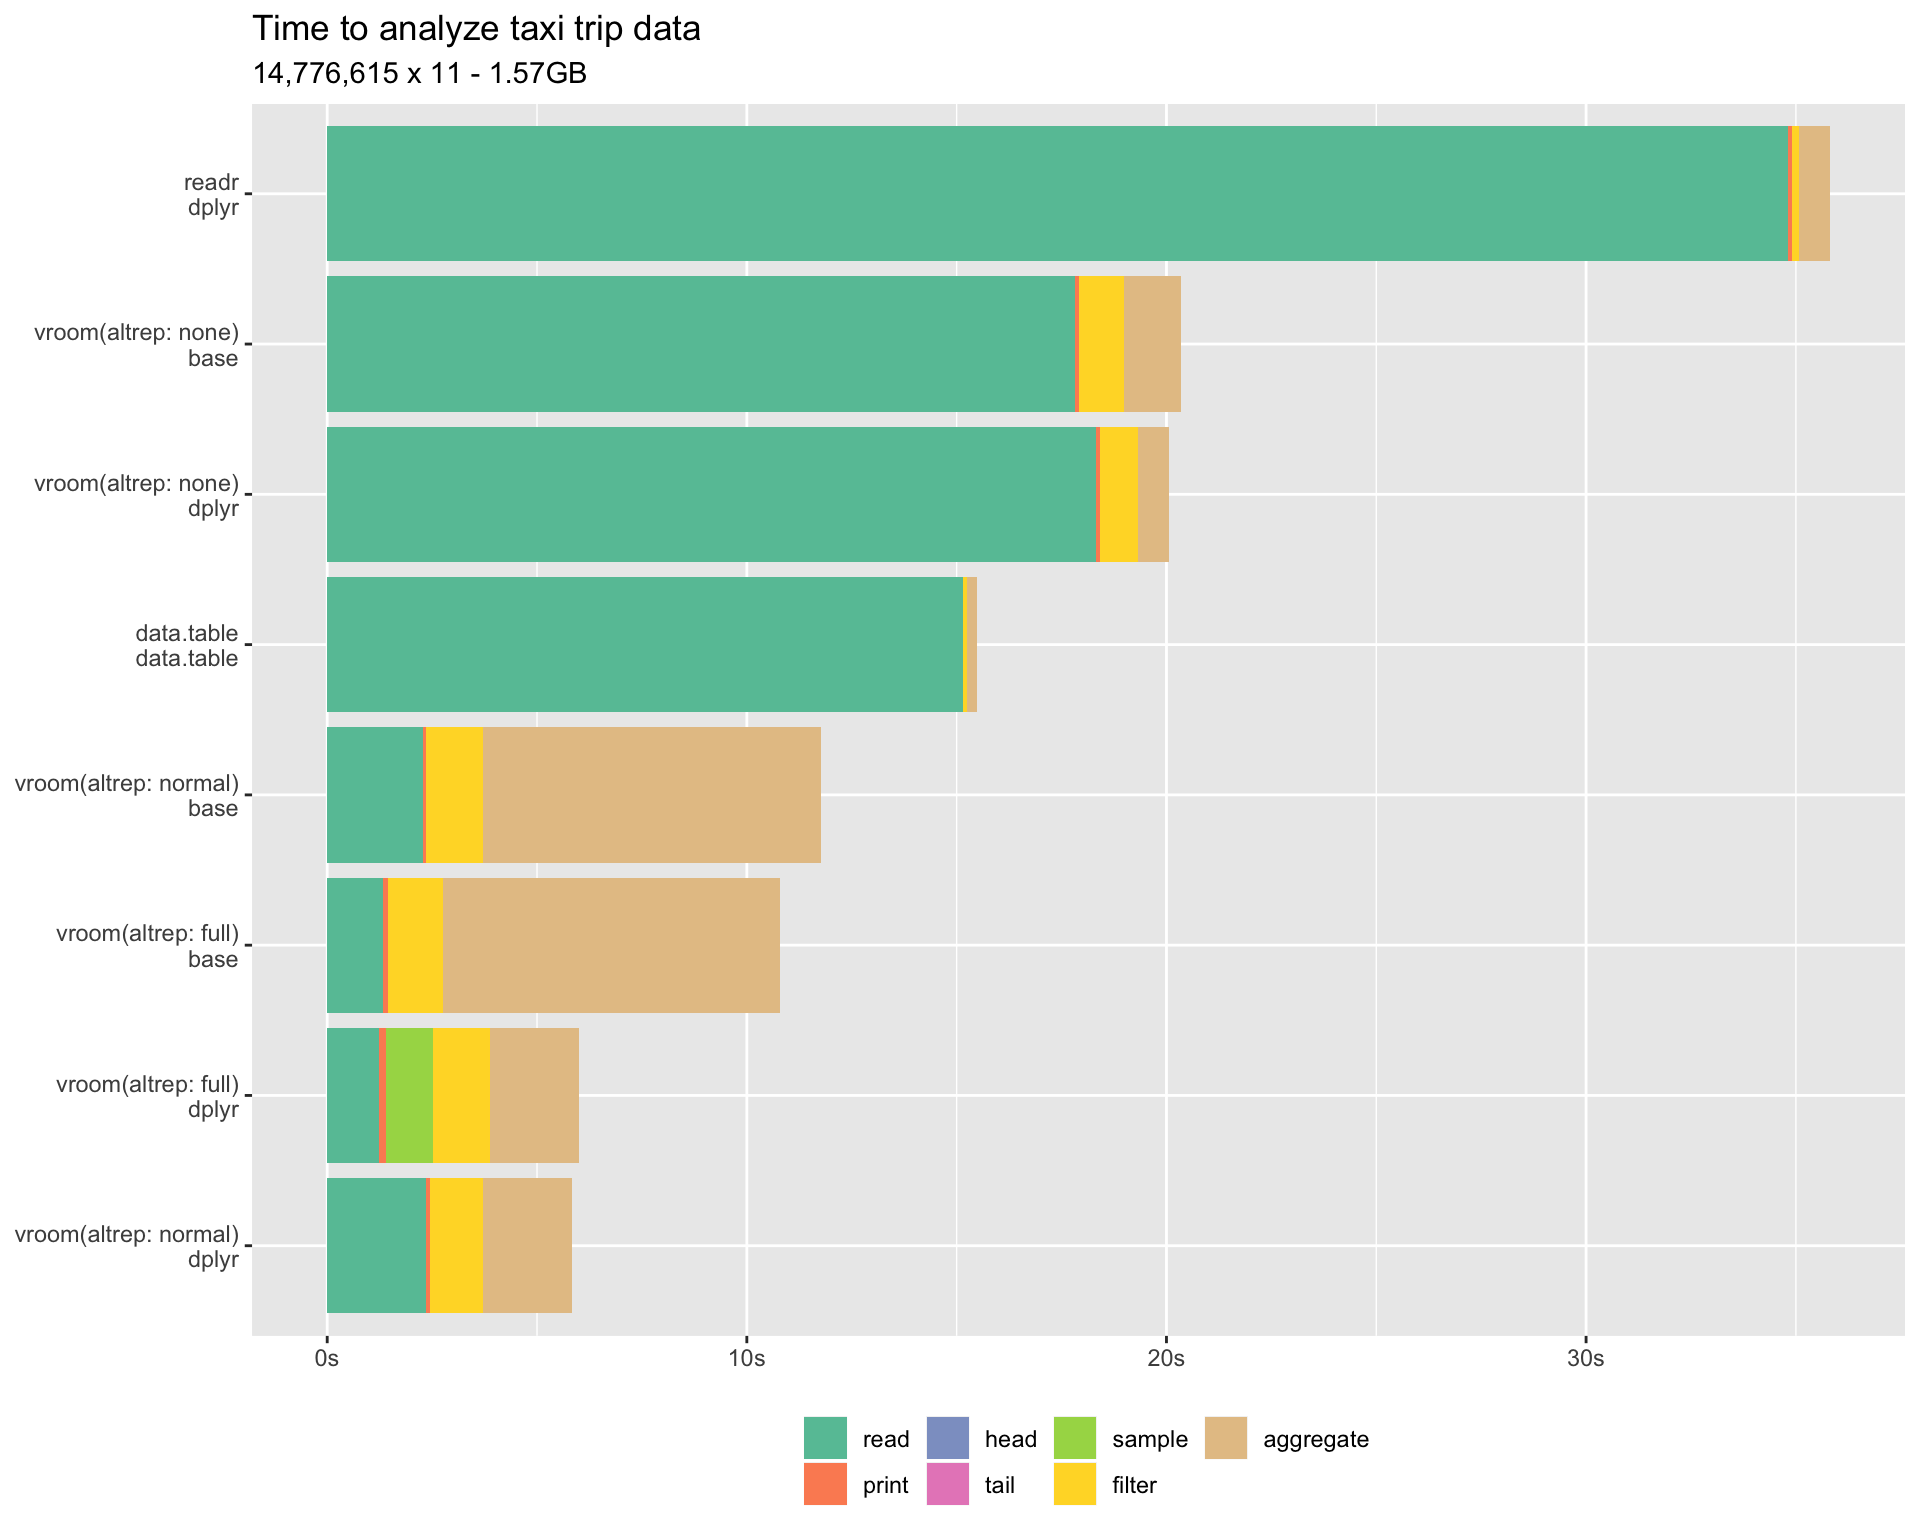 Time to analyze taxi trip data
14,776,615 x 11 - 1.57GB
readr
dplyr
vroom(altrep: none)
base
vroom(altrep: none)
dplyr
data.table
data.table
vroom(altrep: normal)
base
vroom(altrep: full)
base
vroom(altrep: full)
dplyr
vroom(altrep: normal)
dplyr
0s 10s 20s 30s
read head sample aggregate
print tail filter